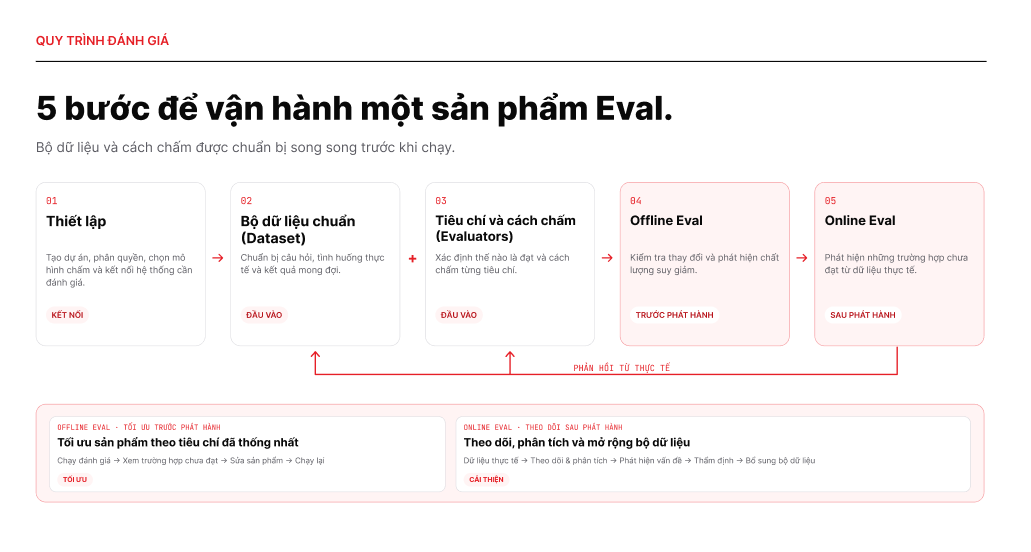 QUY TRÌNH ĐÁNH GIÁ
5 bước để vận hành một sản phẩm Eval.
Bộ dữ liệu và cách chấm được chuẩn bị song song trước khi chạy.
01
Thiết lập
Tạo dự án, phân quyền, chọn mô
hình chấm và kết nối hệ thống cần
đánh giá.
KẾT NỐI
→
02
Bộ dữ liệu chuẩn
(Dataset)
Chuẩn bị câu hỏi, tình huống thực
tế và kết quả mong đợi.
ĐẦU VÀO
+
03
Tiêu chí và cách chấm
(Evaluators)
Xác định thế nào là đạt và cách
chấm từng tiêu chí.
ĐẦU VÀO
→
04
Offline Eval
Kiểm tra thay đổi và phát hiện chất
lượng suy giảm.
TRƯỚC PHÁT HÀNH
→
05
Online Eval
Phát hiện những trường hợp chưa
đạt từ dữ liệu thực tế.
SAU PHÁT HÀNH
PHẢN HỒI TỪ THỰC TẾ
OFFLINE EVAL · TỐI ƯU TRƯỚC PHÁT HÀNH
Tối ưu sản phẩm theo tiêu chí đã thống nhất
Chạy đánh giá → Xem trường hợp chưa đạt → Sửa sản phẩm → Chạy lại
TỐI ƯU
ONLINE EVAL · THEO DÕI SAU PHÁT HÀNH
Theo dõi, phân tích và mở rộng bộ dữ liệu
Dữ liệu thực tế → Theo dõi & phân tích → Phát hiện vấn đề → Thẩm định → Bổ sung bộ dữ liệu
CẢI THIỆN